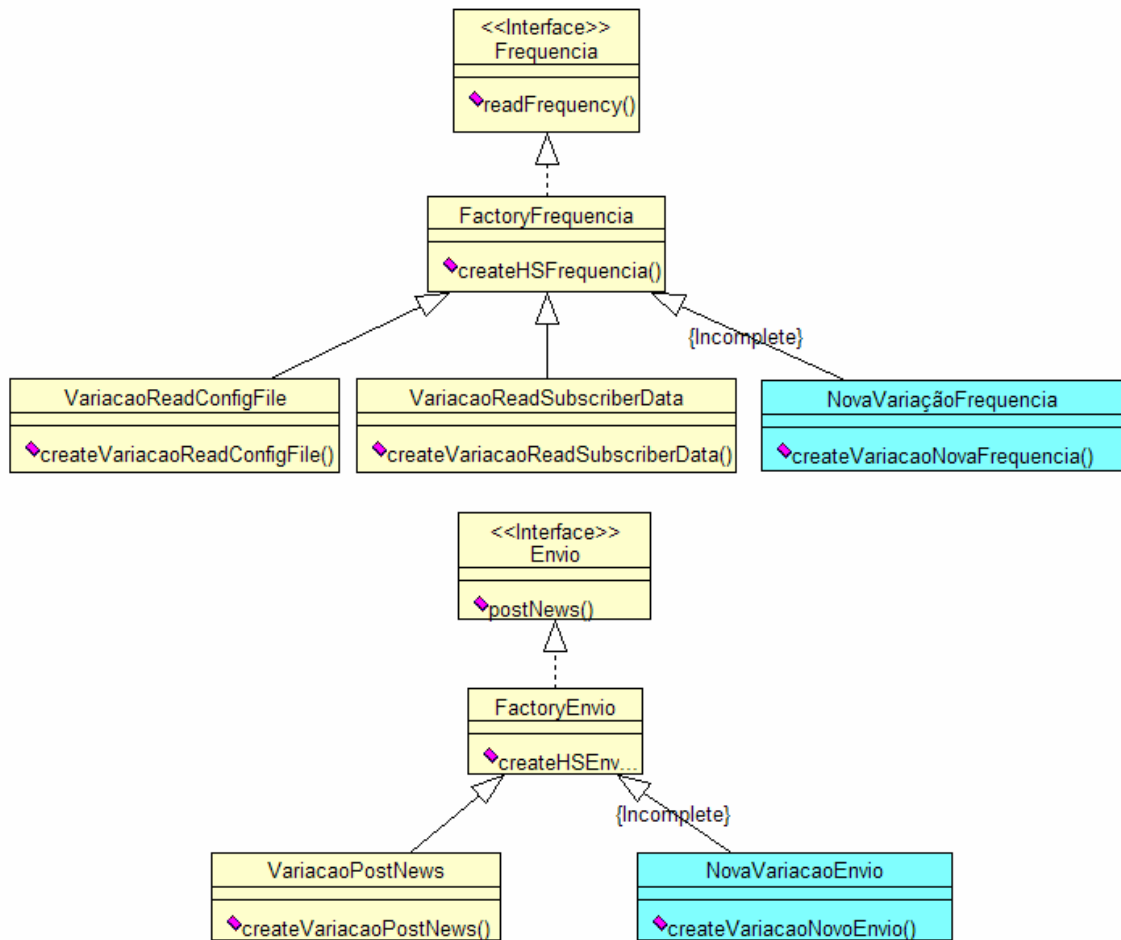 <<Interface>>
Frequencia
readFrequency()
FactoryFrequencia
createHSFrequencia()
{Incomplete}
VariacaoReadConfigFile
createVariacaoReadConfigFile()
VariacaoReadSubscriberData
createVariacaoReadSubscriberData()
NovaVariaçãoFrequencia
createVariacaoNovaFrequencia()
<<Interface>>
Envio
postNews()
FactoryEnvio
createHSEnv...
{Incomplete}
VariacaoPostNews
createVariacaoPostNews()
NovaVariacaoEnvio
createVariacaoNovoEnvio()